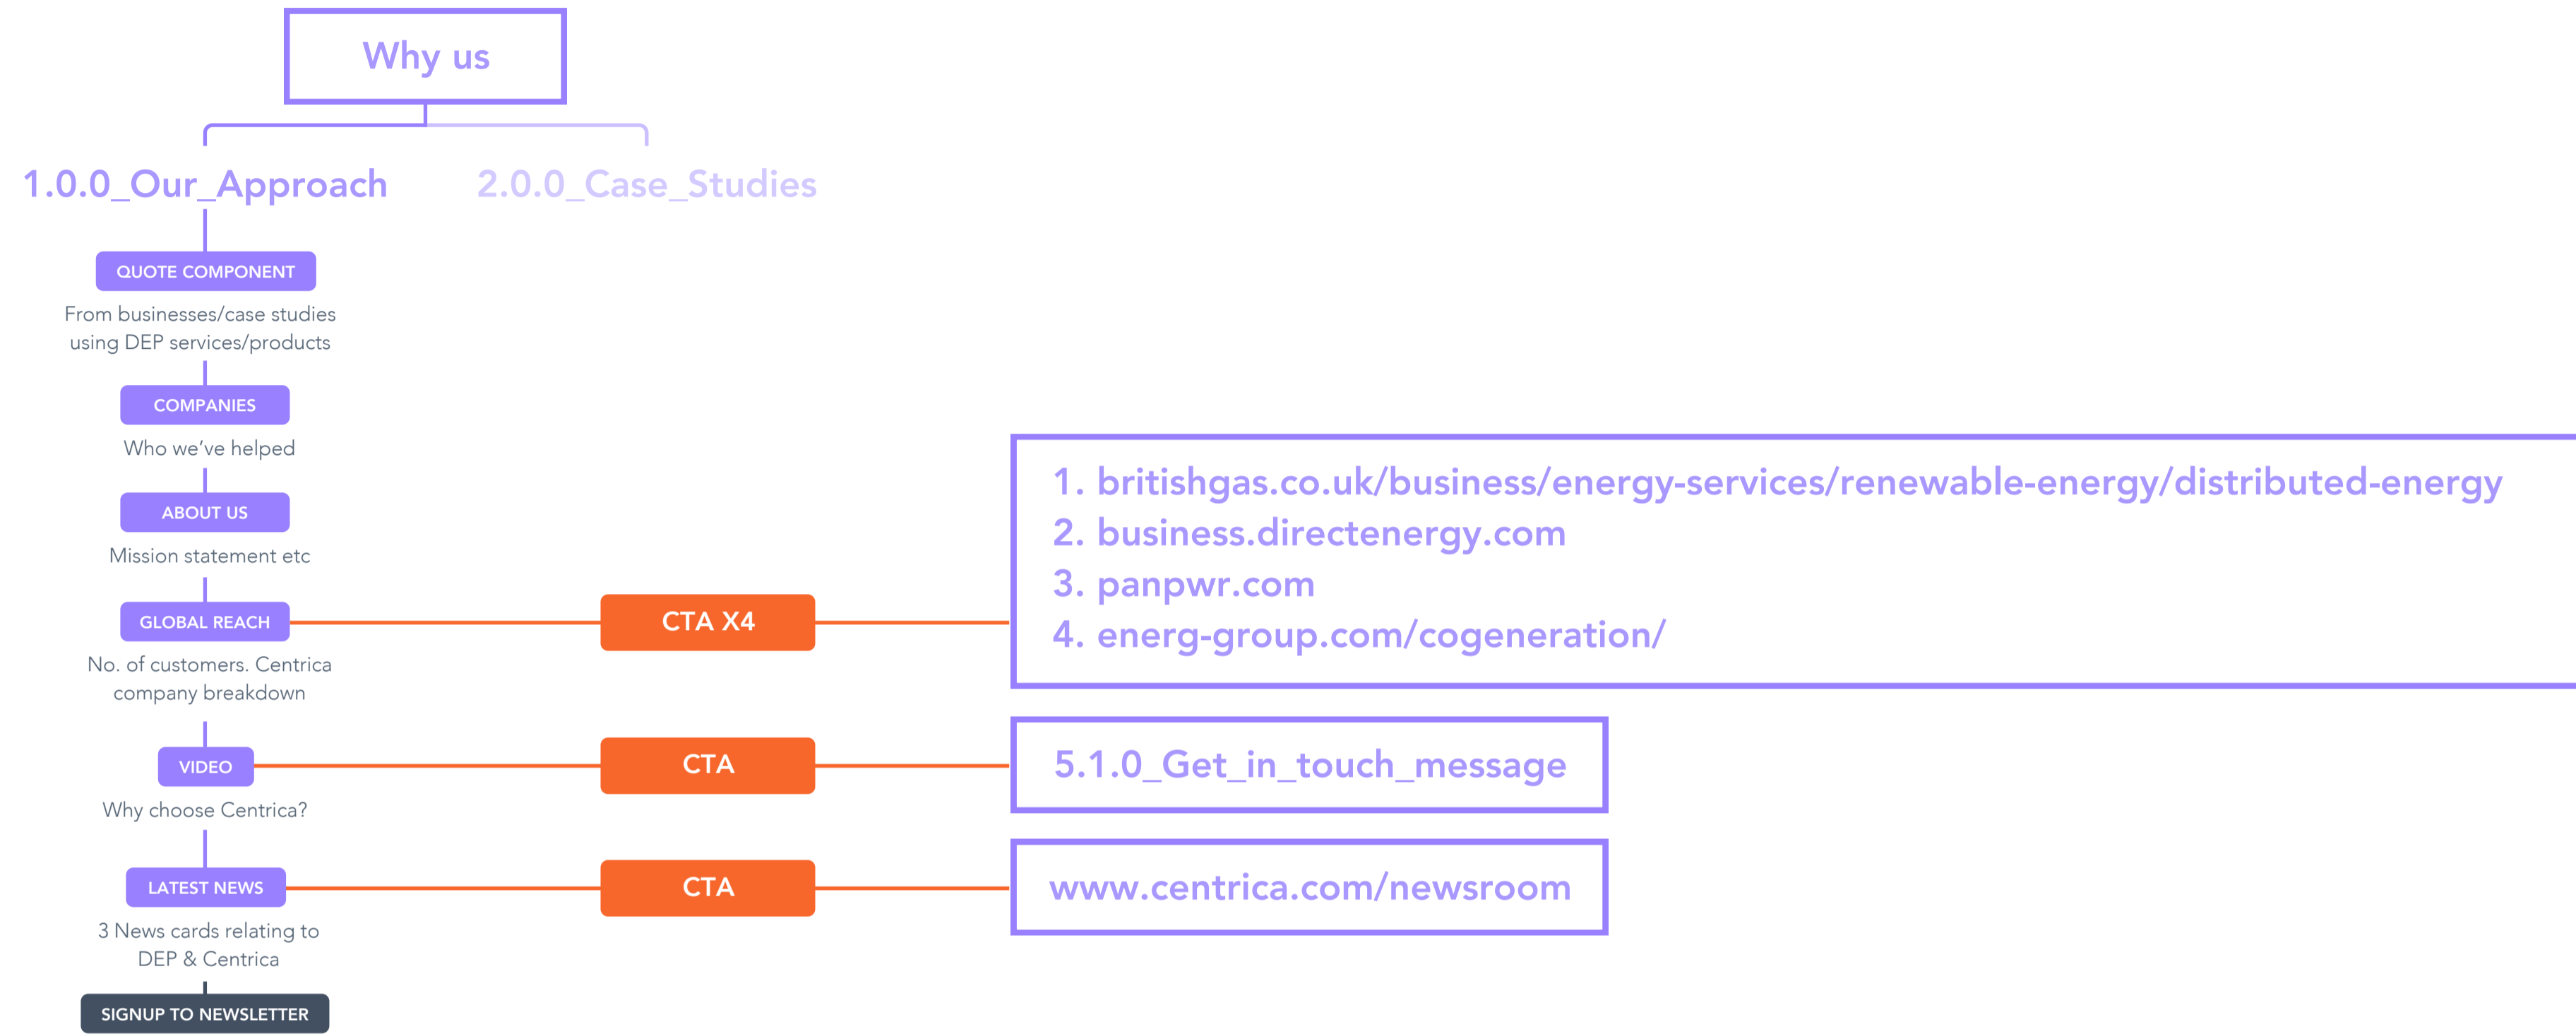 Why us
1.0.0_Our_Approach
2.0.0_Case_Studies
QUOTE COMPONENT
From businesses/case studies
using DEP services/products
COMPANIES
Who we’ve helped
ABOUT US
Mission statement etc
GLOBAL REACH
No. of customers. Centrica
company breakdown
CTA X4
1. britishgas.co.uk/business/energy-services/renewable-energy/distributed-energy
2. business.directenergy.com
3. panpwr.com
4. energ-group.com/cogeneration/
VIDEO
Why choose Centrica?
CTA
5.1.0_Get_in_touch_message
LATEST NEWS
3 News cards relating to
DEP & Centrica
CTA
www.centrica.com/newsroom
SIGNUP TO NEWSLETTER